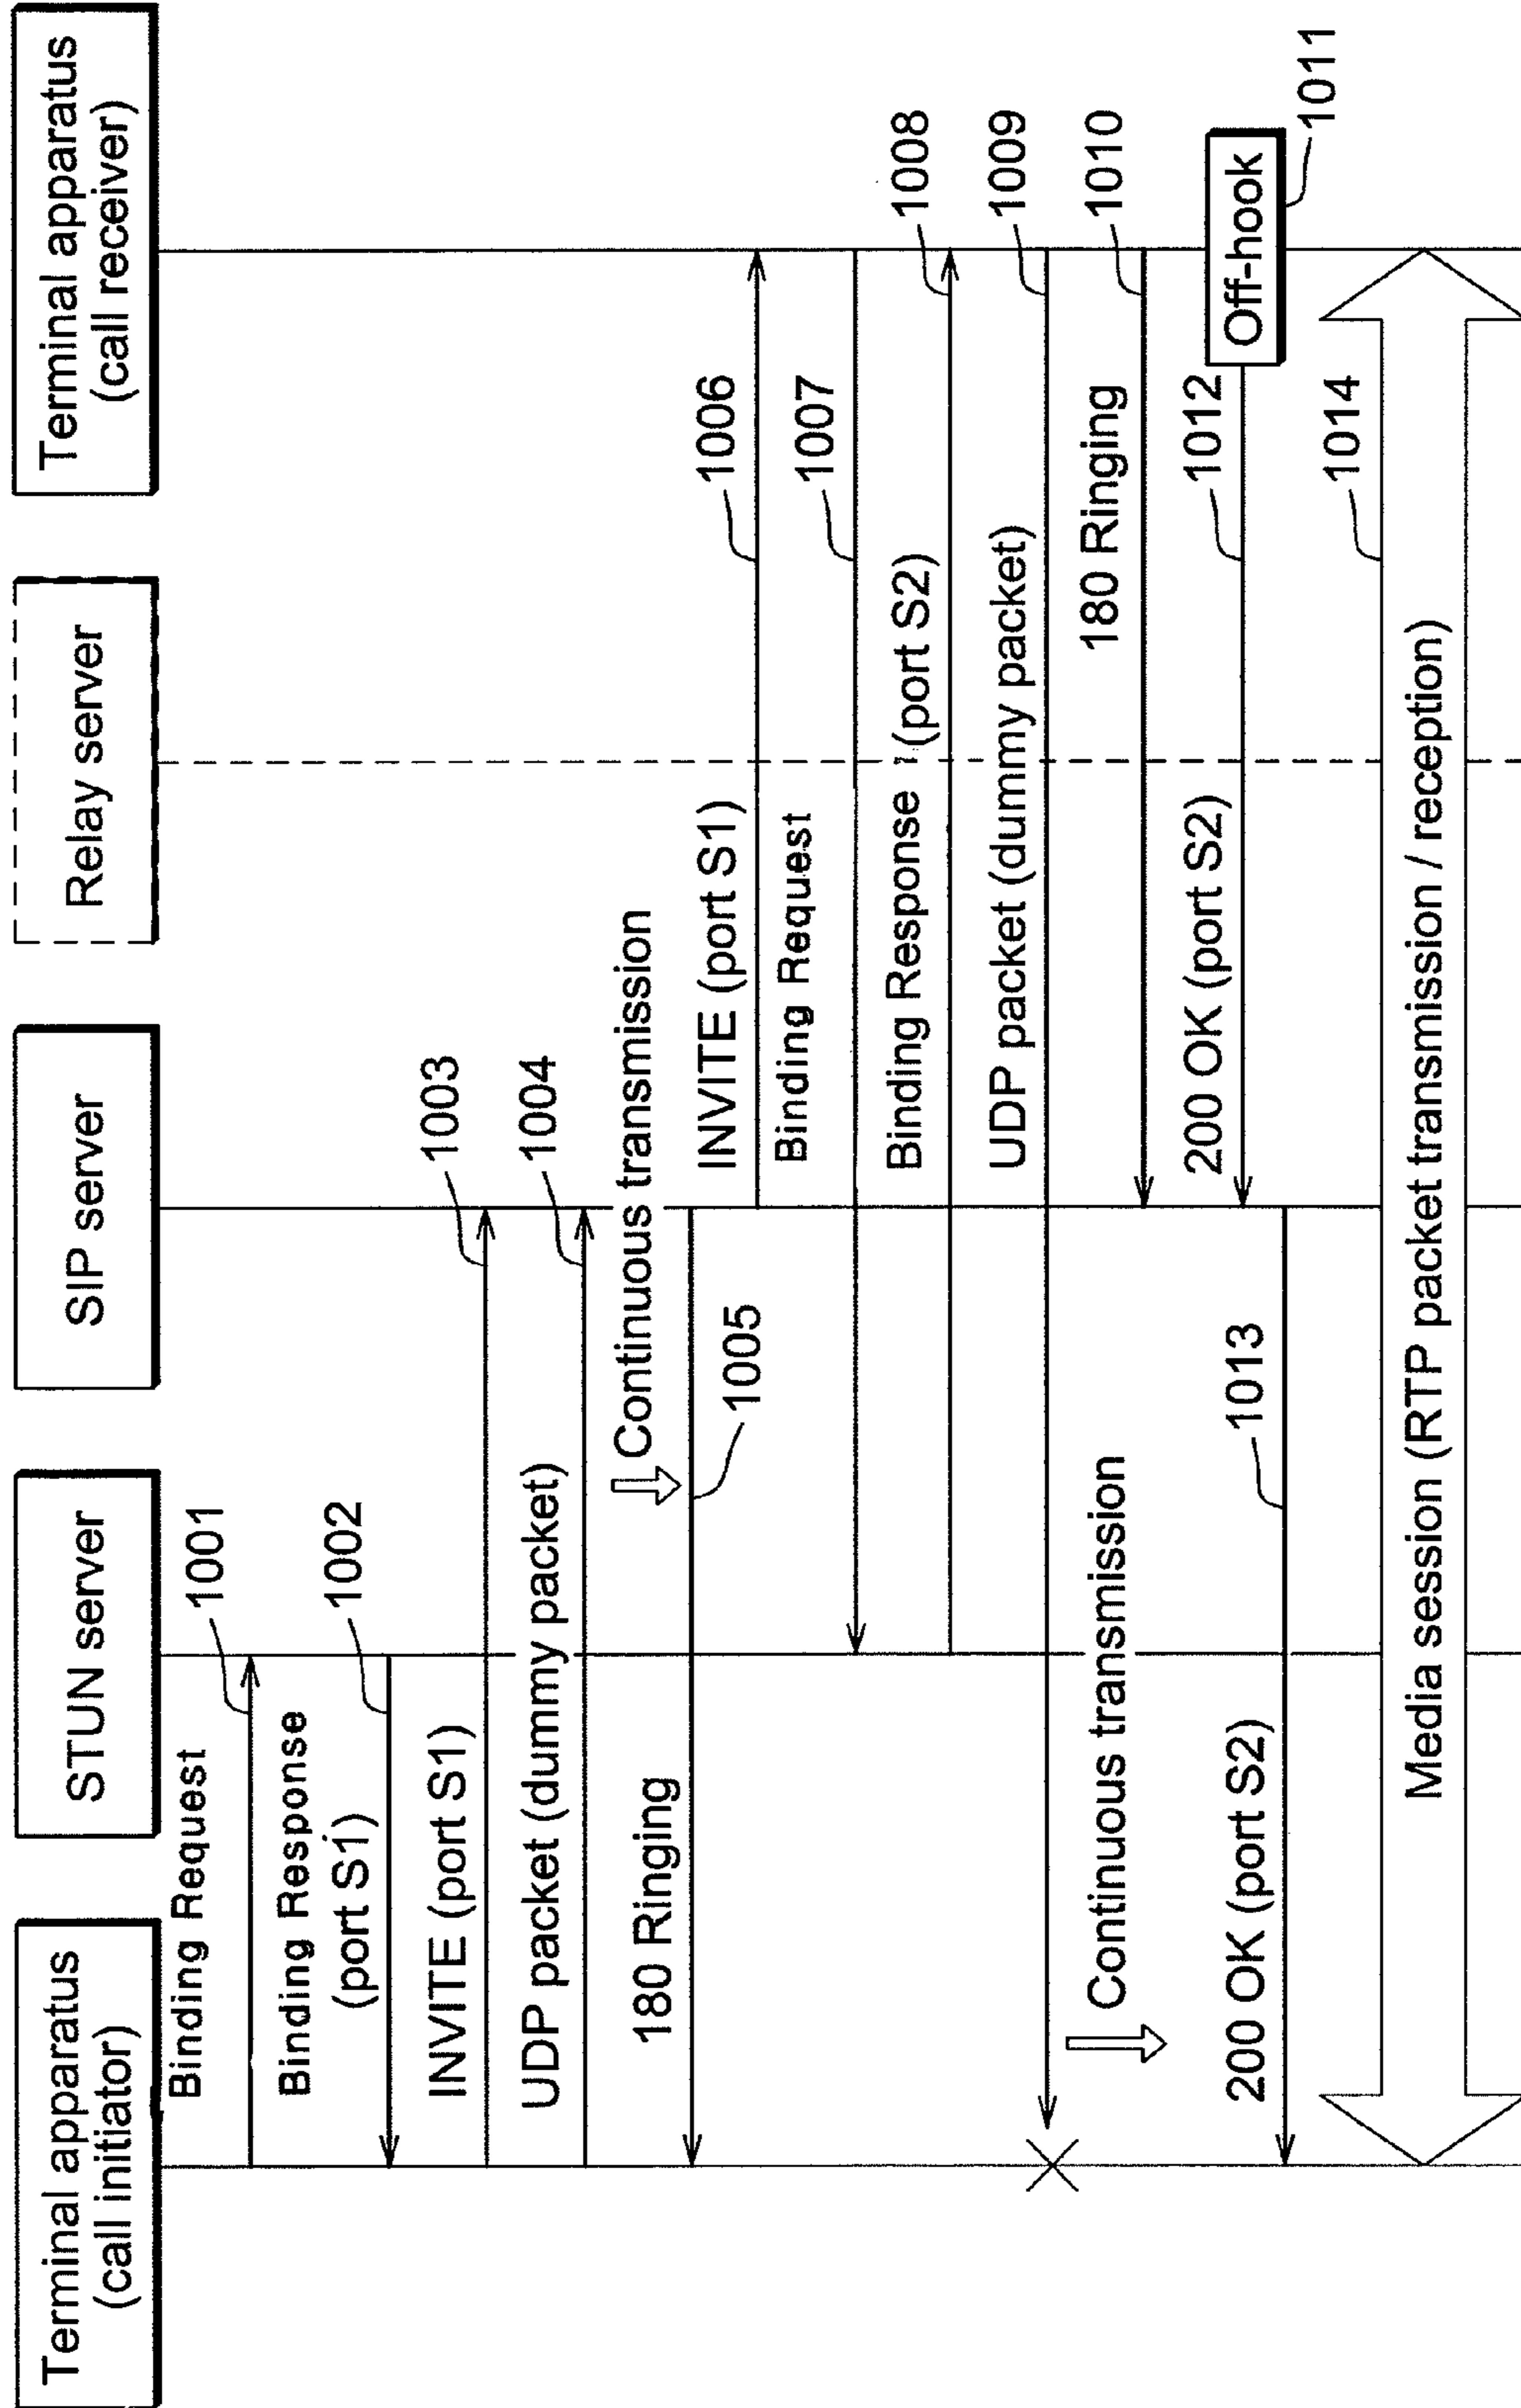 Terminal apparatus
(call initiator)
STUN server
SIP server
Relay server
Terminal apparatus
(call receiver)
Binding Request
1001
Binding Response
(port S1)
1002
INVITE (port S1)
1003
UDP packet (dummy packet)
1004
Continuous transmission
180 Ringing
1005
INVITE (port S1)
1006
Binding Request
1007
Binding Response (port S2)
1008
UDP packet (dummy packet)
1009
Continuous transmission
180 Ringing
1010
Off-hook
1011
200 OK (port S2)
1012
200 OK (port S2)
1013
1014
Media session (RTP packet transmission / reception)